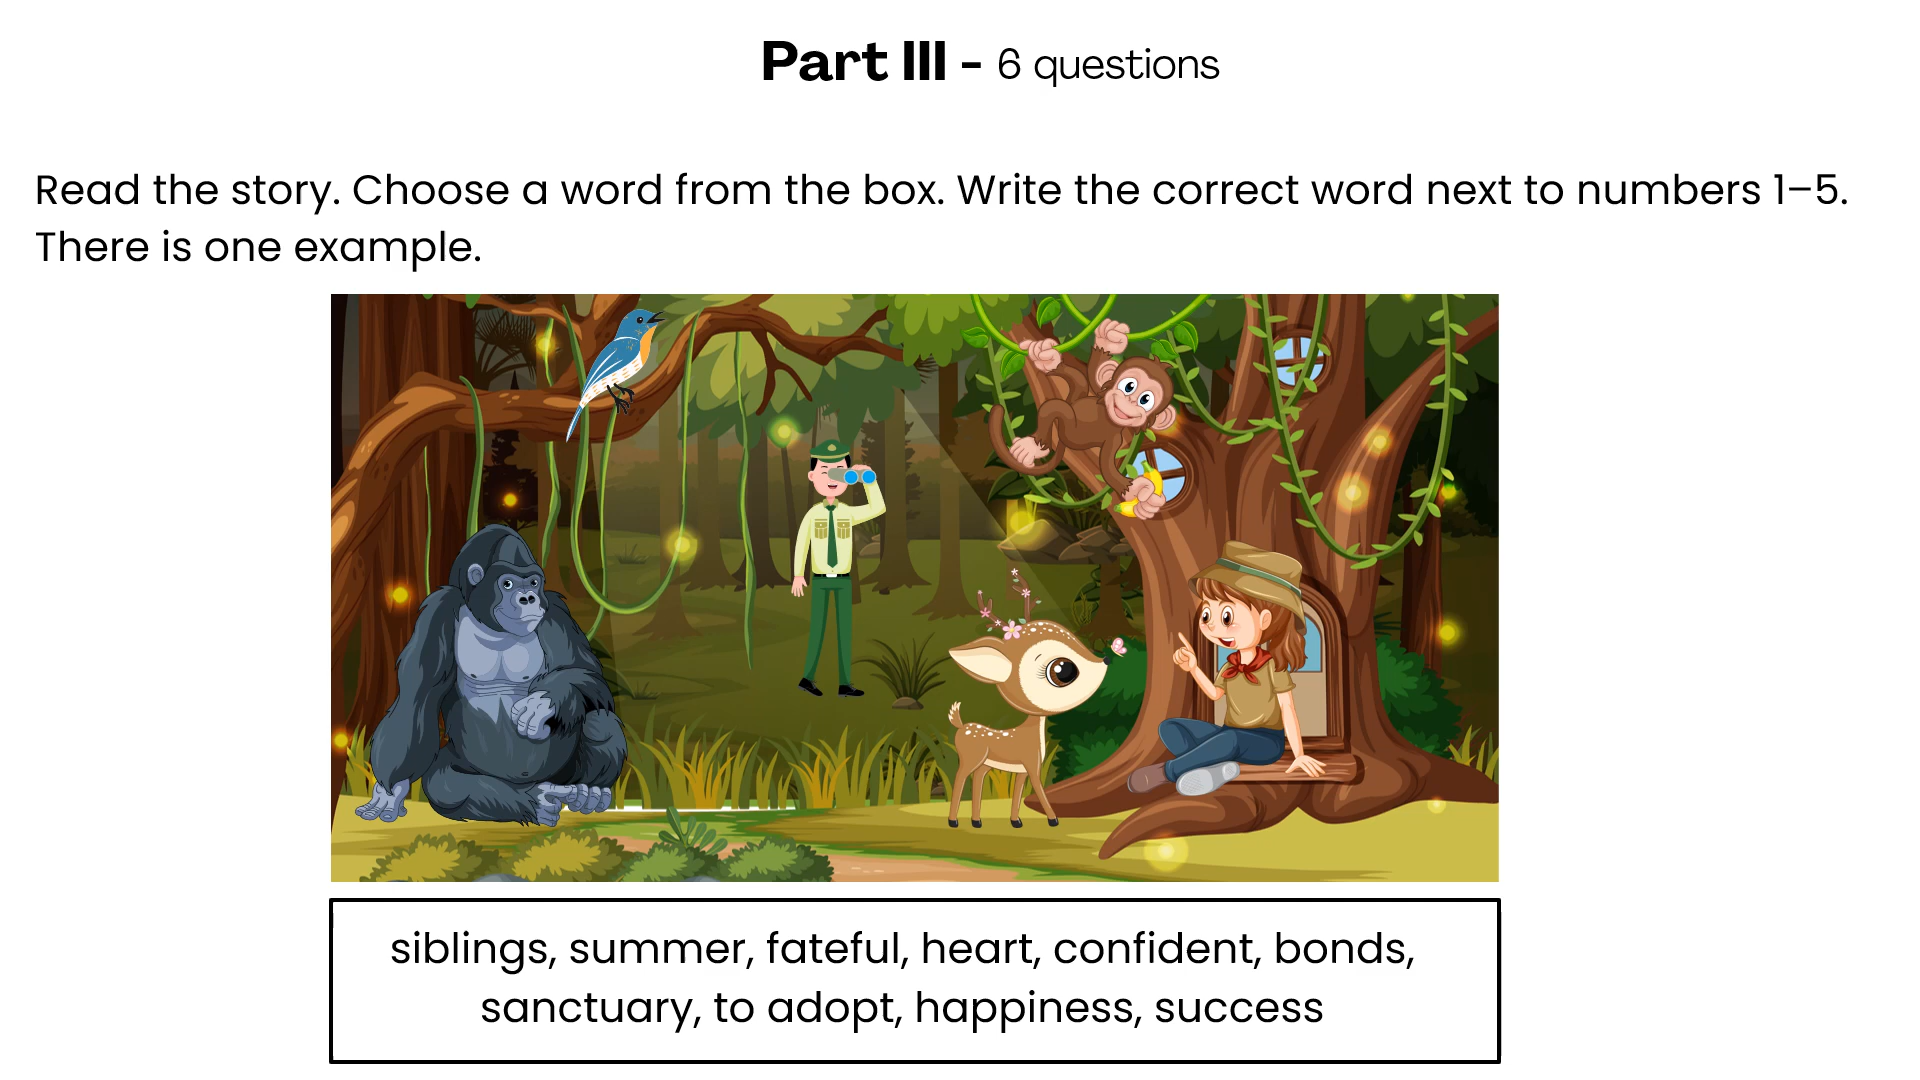 Part III - 6 questions
Read the story. Choose a word from the box. Write the correct word next to numbers 1–5.
There is one example.
siblings, summer, fateful, heart, confident, bonds,
sanctuary, to adopt, happiness, success